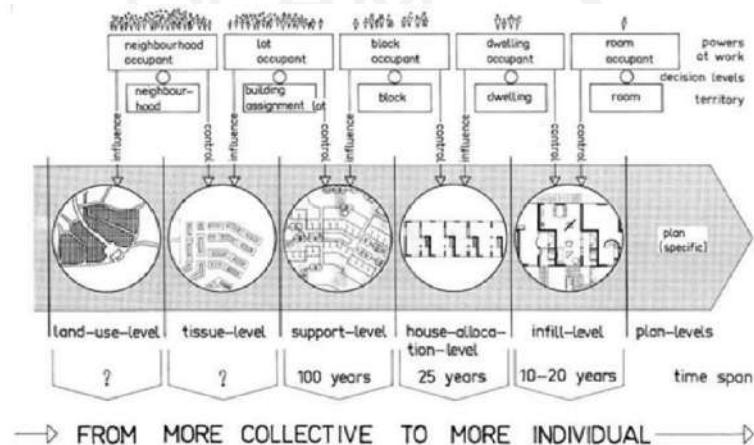 neighbourhood occupant
lot occupant
block occupant
dwelling occupant
room occupant
powers at work
decision levels
neighbour-hood
building assignment lot
block
dwelling
room
territory
influence
control
influence
control
influence
control
influence
control
control
plan (specific)
land-use-level
tissue-level
support-level
house-alloca-
tion-level
infill-level
plan-levels
?
?
100 years
25 years
10-20 years
time span
FROM MORE COLLECTIVE TO MORE INDIVIDUAL